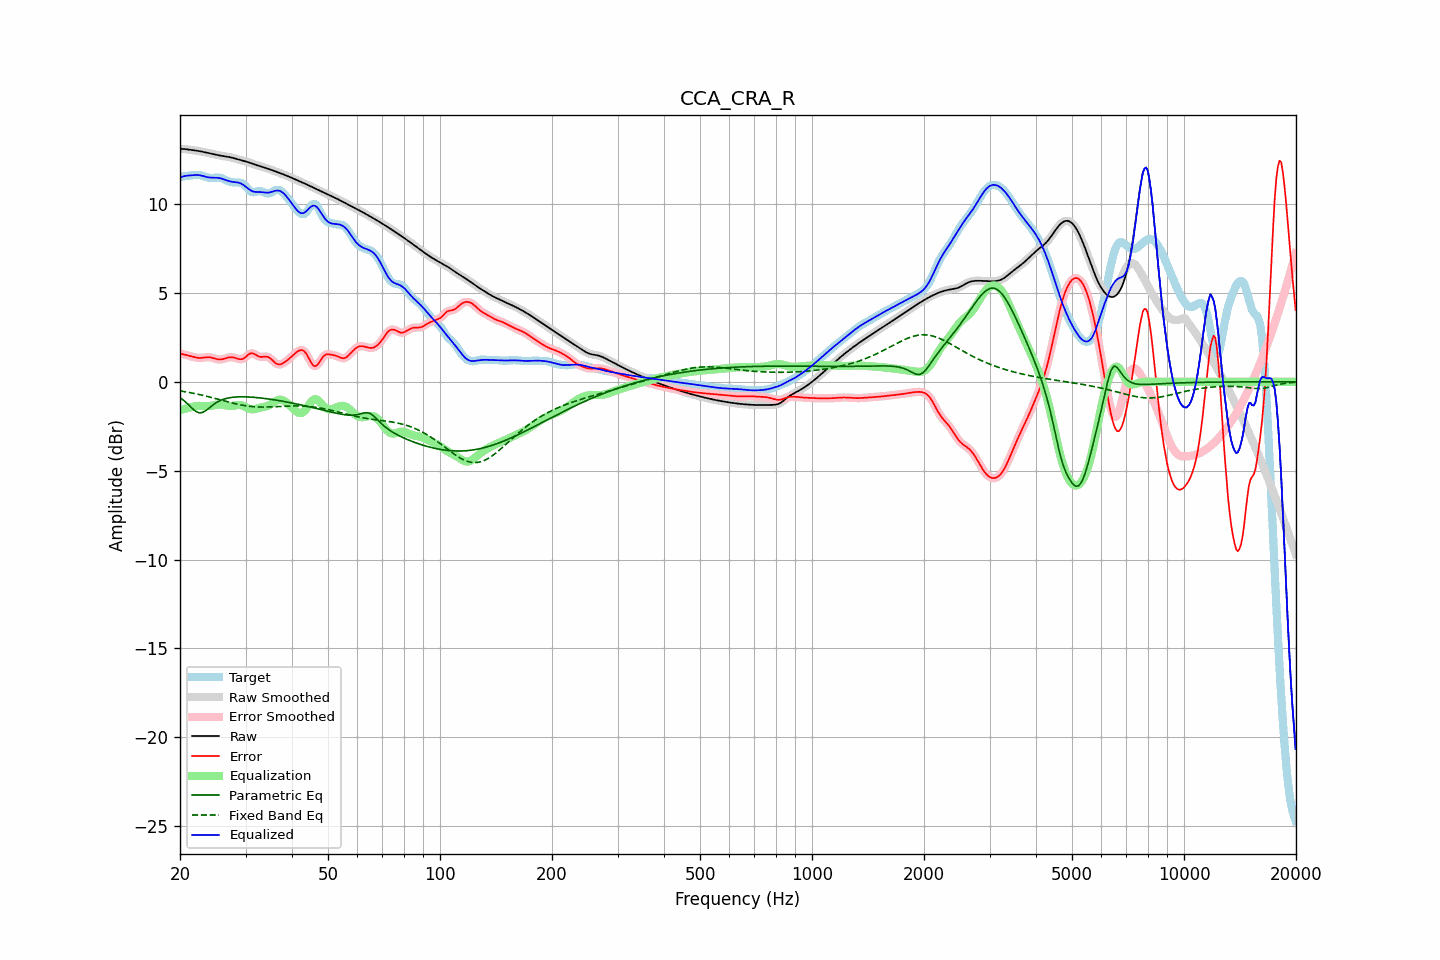 CCA_CRA_R
Amplitude (dBr)
10
5
0
−5
−10
−15
−20
−25
Target
Raw Smoothed
Error Smoothed
Raw
Error
Equalization
Parametric Eq
Fixed Band Eq
Equalized
20 50 100 200 500 1000 2000 5000 10000 20000
Frequency (Hz)